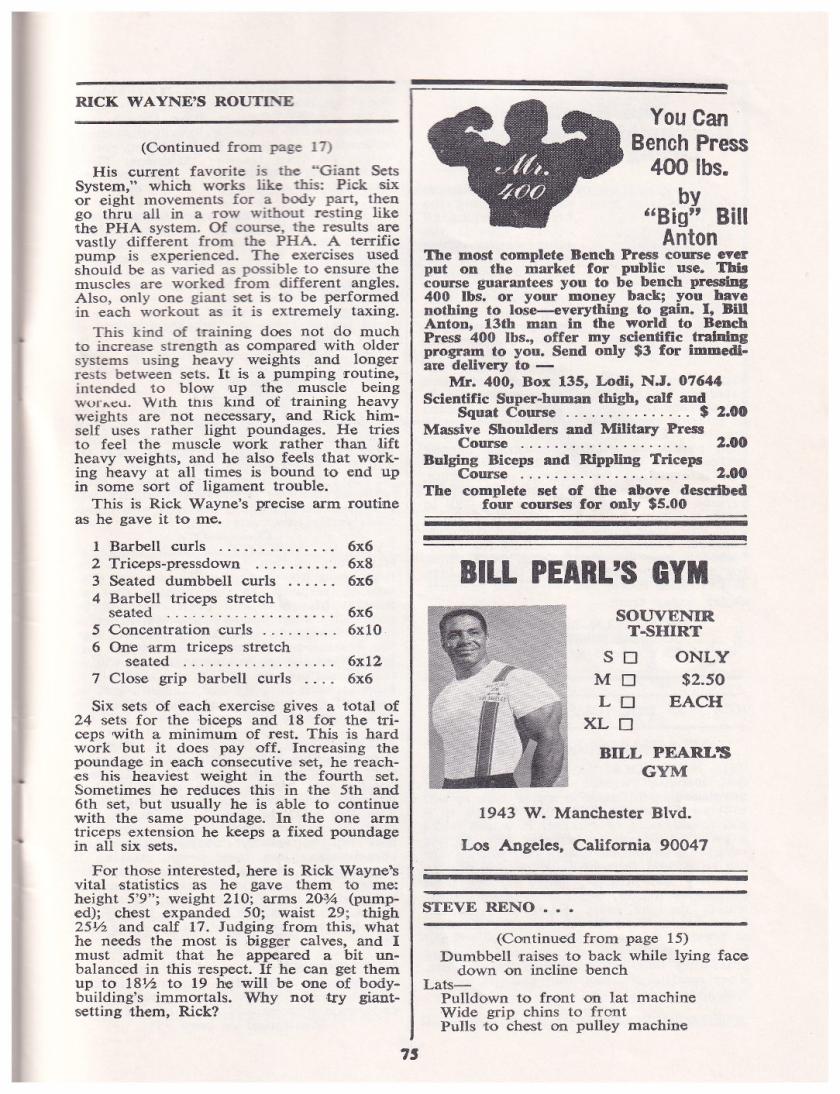 RICK WAYNE'S ROUTINE
(Continued from page 17)
His current favorite is the "Giant Sets
System," which works like this: Pick six
or eight movements for a body part, then
go thru all in a row without resting like
the PHA system. Of course, the results are
vastly different from the PHA. A terrific
pump is experienced. The exercises used
should be as varied as possible to ensure the
muscles are worked from different angles.
Also, only one giant set is to be performed
in each workout as it is extremely taxing.
This kind of training does not do much
to increase strength as compared with older
systems using heavy weights and longer
rests between sets. It is a pumping routine,
intended to blow up the muscle being
worked. With this kind of training heavy
weights are not necessary, and Rick him-
self uses rather light poundages. He tries
to feel the muscle work rather than lift
heavy weights, and he also feels that work-
ing heavy at all times is bound to end up
in some sort of ligament trouble.
This is Rick Wayne's precise arm routine
as he gave it to me.
1 Barbell curls .............. 6x6
2 Triceps-pressdown .......... 6x8
3 Seated dumbbell curls ...... 6x6
4 Barbell triceps stretch
seated ................... 6x6
5 Concentration curls ......... 6x10
6 One arm triceps stretch
seated .................. 6x12
7 Close grip barbell curls .... 6x6
Six sets of each exercise gives a total of
24 sets for the biceps and 18 for the tri-
ceps with a minimum of rest. This is hard
work but it does pay off. Increasing the
poundage in each consecutive set, he reach-
es his heaviest weight in the fourth set.
Sometimes he reduces this in the 5th and
6th set, but usually he is able to continue
with the same poundage. In the one arm
triceps extension he keeps a fixed poundage
in all six sets.
For those interested, here is Rick Wayne's
vital statistics as he gave them to me:
height 5'9"; weight 210; arms 20¾ (pump-
ed); chest expanded 50; waist 29; thigh
25½ and calf 17. Judging from this, what
he needs the most is bigger calves, and I
must admit that he appeared a bit un-
balanced in this respect. If he can get them
up to 18½ to 19 he will be one of body-
building's immortals. Why not try giant-
setting them, Rick?
Mr.
400
You Can
Bench Press
400 lbs.
by
"Big" Bill
Anton
The most complete Bench Press course ever
put on the market for public use. This
course guarantees you to be bench pressing
400 lbs. or your money back; you have
nothing to lose—everything to gain. I, Bill
Anton, 13th man in the world to Bench
Press 400 lbs., offer my scientific training
program to you. Send only $3 for immedi-
are delivery to —
Mr. 400, Box 135, Lodi, N.J. 07644
Scientific Super-human thigh, calf and
Squat Course ............... $ 2.00
Massive Shoulders and Military Press
Course .................... 2.00
Bulging Biceps and Rippling Triceps
Course .................... 2.00
The complete set of the above described
four courses for only $5.00
BILL PEARL'S GYM
SOUVENIR
T-SHIRT
S □ ONLY
M □ $2.50
L □ EACH
XL □
BILL PEARL'S
GYM
1943 W. Manchester Blvd.
Los Angeles, California 90047
STEVE RENO . . .
(Continued from page 15)
Dumbbell raises to back while lying face
down on incline bench
Lats—
Pulldown to front on lat machine
Wide grip chins to front
Pulls to chest on pulley machine
75